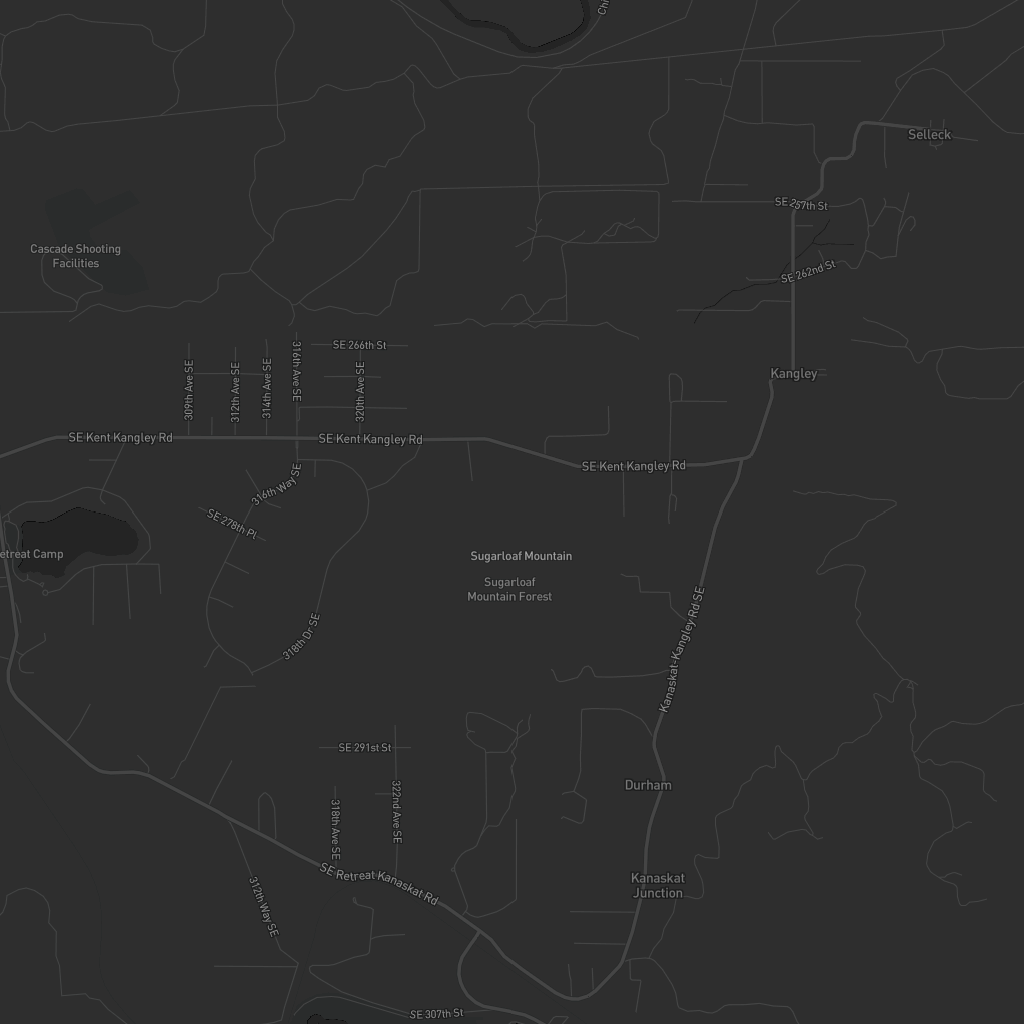 Chi
Selleck
SE 257th St
Cascade Shooting
Facilities
SE 262nd St
SE 266th St
316th Ave SE
309th Ave SE
312th Ave SE
314th Ave SE
320th Ave SE
Kangley
SE Kent Kangley Rd
SE Kent Kangley Rd
SE Kent Kangley Rd
316th Way SE
SE 278th Pl
etreat Camp
Sugarloaf Mountain
Sugarloaf
Mountain Forest
318th Dr SE
Kanaskat-Kangley Rd SE
SE 291st St
Durham
322nd Ave SE
318th Ave SE
SE Retreat Kanaskat Rd
Kanaskat
Junction
312th Way SE
SE 307th St